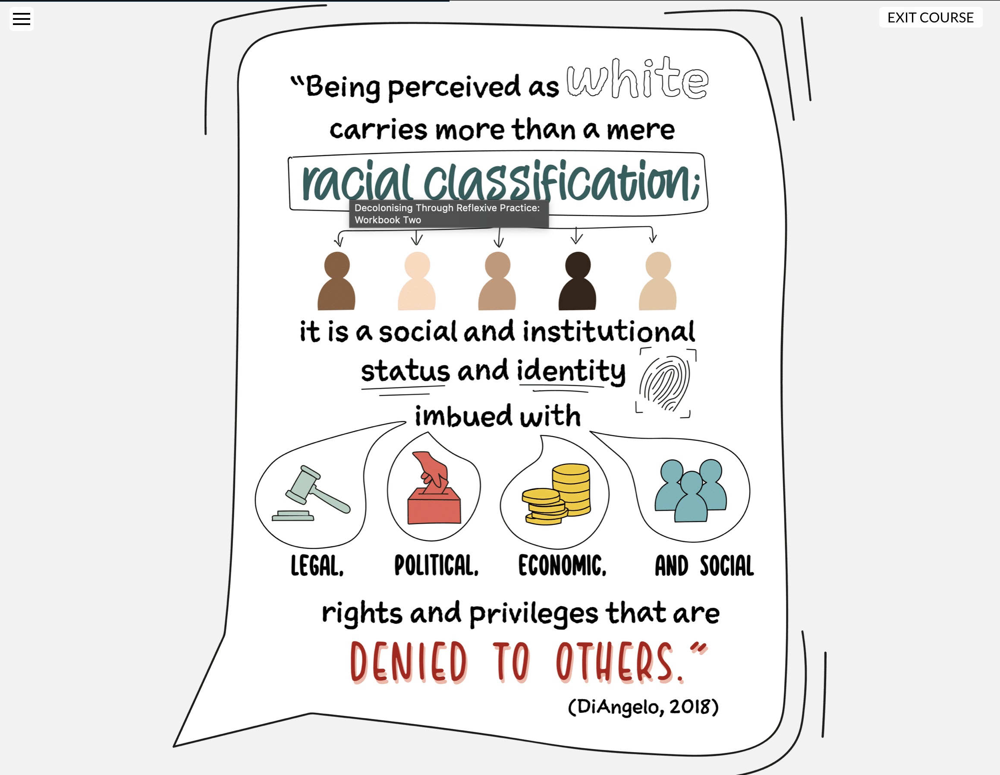 EXIT COURSE
“Being perceived as white
carries more than a mere
racial classification;
Decolonising Through Reflexive Practice:
Workbook Two
it is a social and institutional
status and identity
imbued with
LEGAL, POLITICAL, ECONOMIC, AND SOCIAL
rights and privileges that are
DENIED TO OTHERS.”
(DiAngelo, 2018)